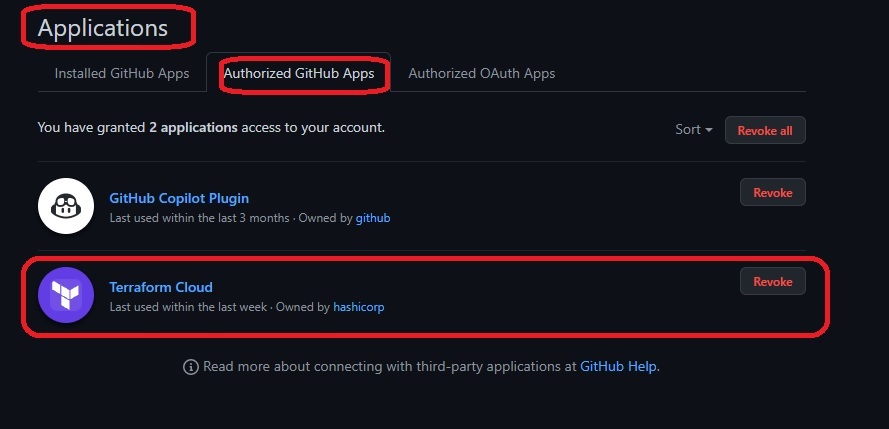 Applications
Installed GitHub Apps Authorized GitHub Apps Authorized OAuth Apps
You have granted 2 applications access to your account. Sort Revoke all
GitHub Copilot Plugin Revoke
Last used within the last 3 months · Owned by github
Terraform Cloud Revoke
Last used within the last week · Owned by hashicorp
Read more about connecting with third-party applications at GitHub Help.